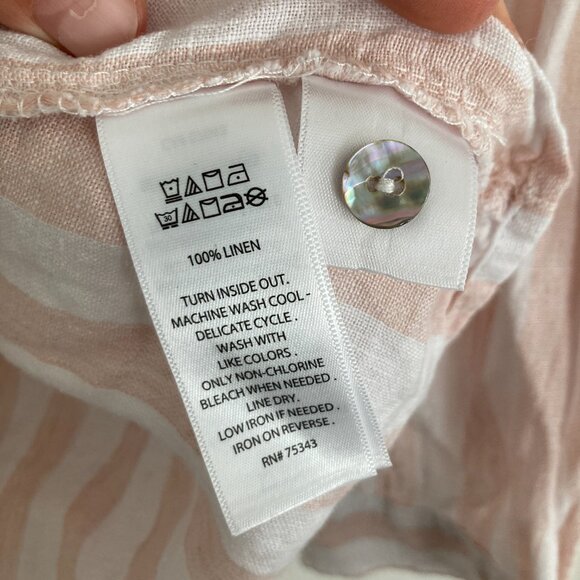 30
100% LINEN
TURN INSIDE OUT.
MACHINE WASH COOL -
DELICATE CYCLE .
WASH WITH
LIKE COLORS .
ONLY NON-CHLORINE
BLEACH WHEN NEEDED .
LINE DRY.
LOW IRON IF NEEDED .
IRON ON REVERSE .
RN# 75343